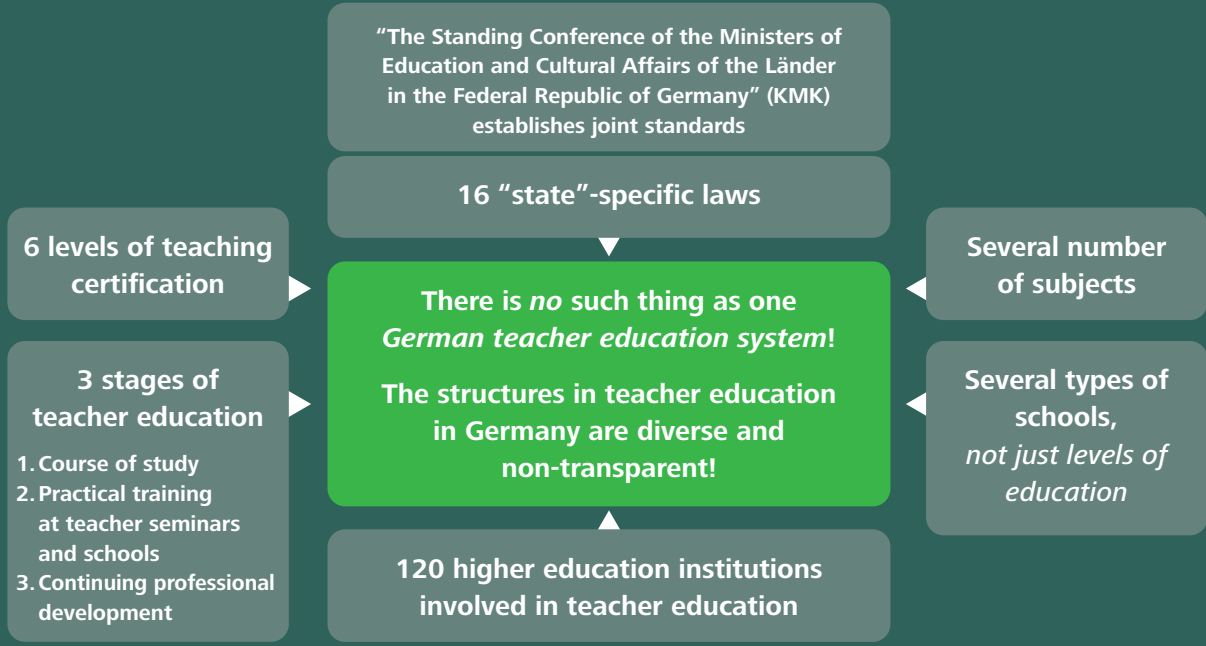 “The Standing Conference of the Ministers of
Education and Cultural Affairs of the Länder
in the Federal Republic of Germany” (KMK)
establishes joint standards
16 “state”-specific laws
6 levels of teaching
certification
3 stages of
teacher education
1. Course of study
2. Practical training
at teacher seminars
and schools
3. Continuing professional
development
There is no such thing as one
German teacher education system!
The structures in teacher education
in Germany are diverse and
non-transparent!
Several number
of subjects
Several types of
schools,
not just levels of
education
120 higher education institutions
involved in teacher education